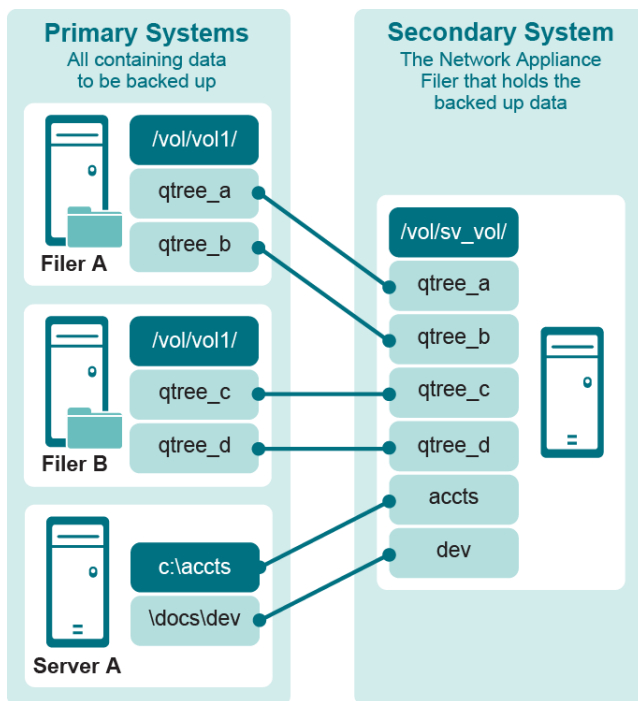 Primary Systems
All containing data
to be backed up
/vol/vol1/
qtree_a
qtree_b
Filer A
/vol/vol1/
qtree_c
qtree_d
Filer B
c:\accts
\docs\dev
Server A
Secondary System
The Network Appliance
Filer that holds the
backed up data
/vol/sv_vol/
qtree_a
qtree_b
qtree_c
qtree_d
accts
dev